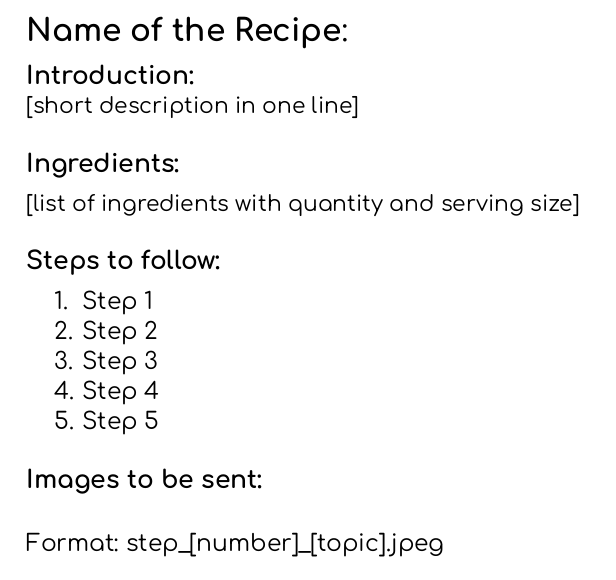 Name of the Recipe:
Introduction:
[short description in one line]
Ingredients:
[list of ingredients with quantity and serving size]
Steps to follow:
1. Step 1
2. Step 2
3. Step 3
4. Step 4
5. Step 5
Images to be sent:
Format: step_[number]_[topic].jpeg